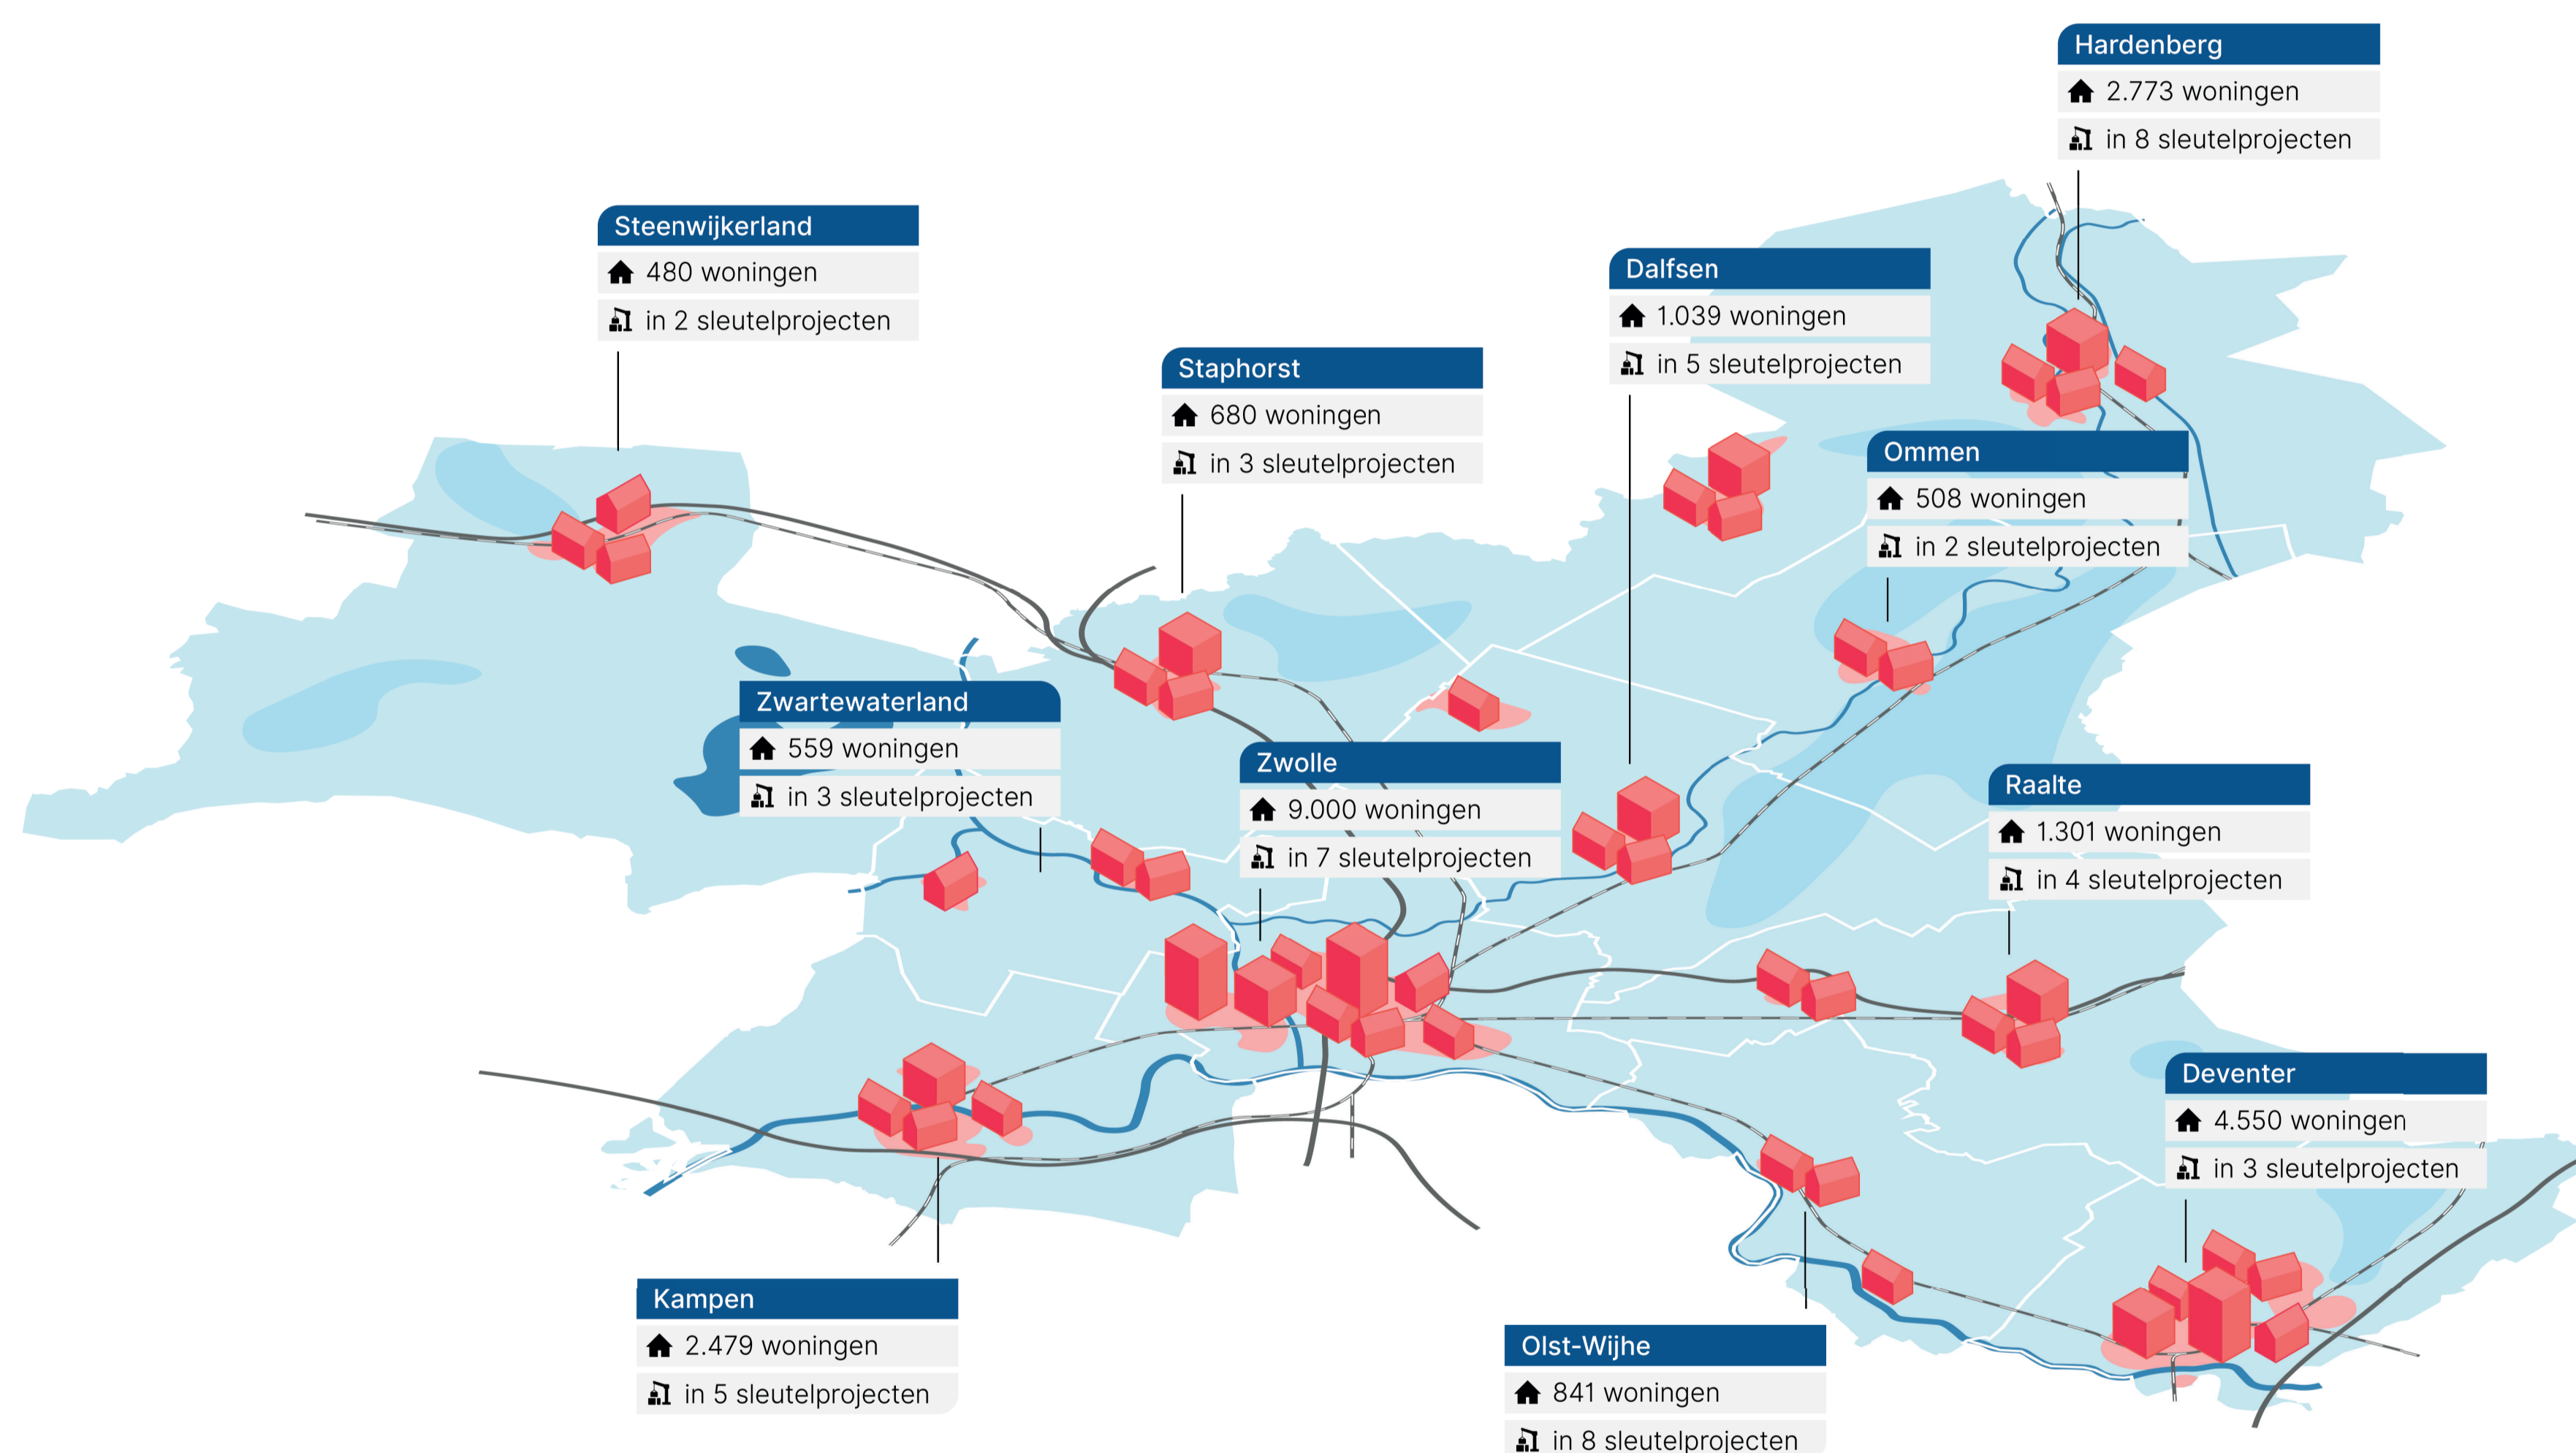 Hardenberg
2.773 woningen
in 8 sleutelprojecten
Steenwijkerland
480 woningen
in 2 sleutelprojecten
Dalfsen
1.039 woningen
in 5 sleutelprojecten
Staphorst
680 woningen
in 3 sleutelprojecten
Ommen
508 woningen
in 2 sleutelprojecten
Zwartewaterland
559 woningen
in 3 sleutelprojecten
Zwolle
9.000 woningen
in 7 sleutelprojecten
Raalte
1.301 woningen
in 4 sleutelprojecten
Deventer
4.550 woningen
in 3 sleutelprojecten
Kampen
2.479 woningen
in 5 sleutelprojecten
Olst-Wijhe
841 woningen
in 8 sleutelprojecten